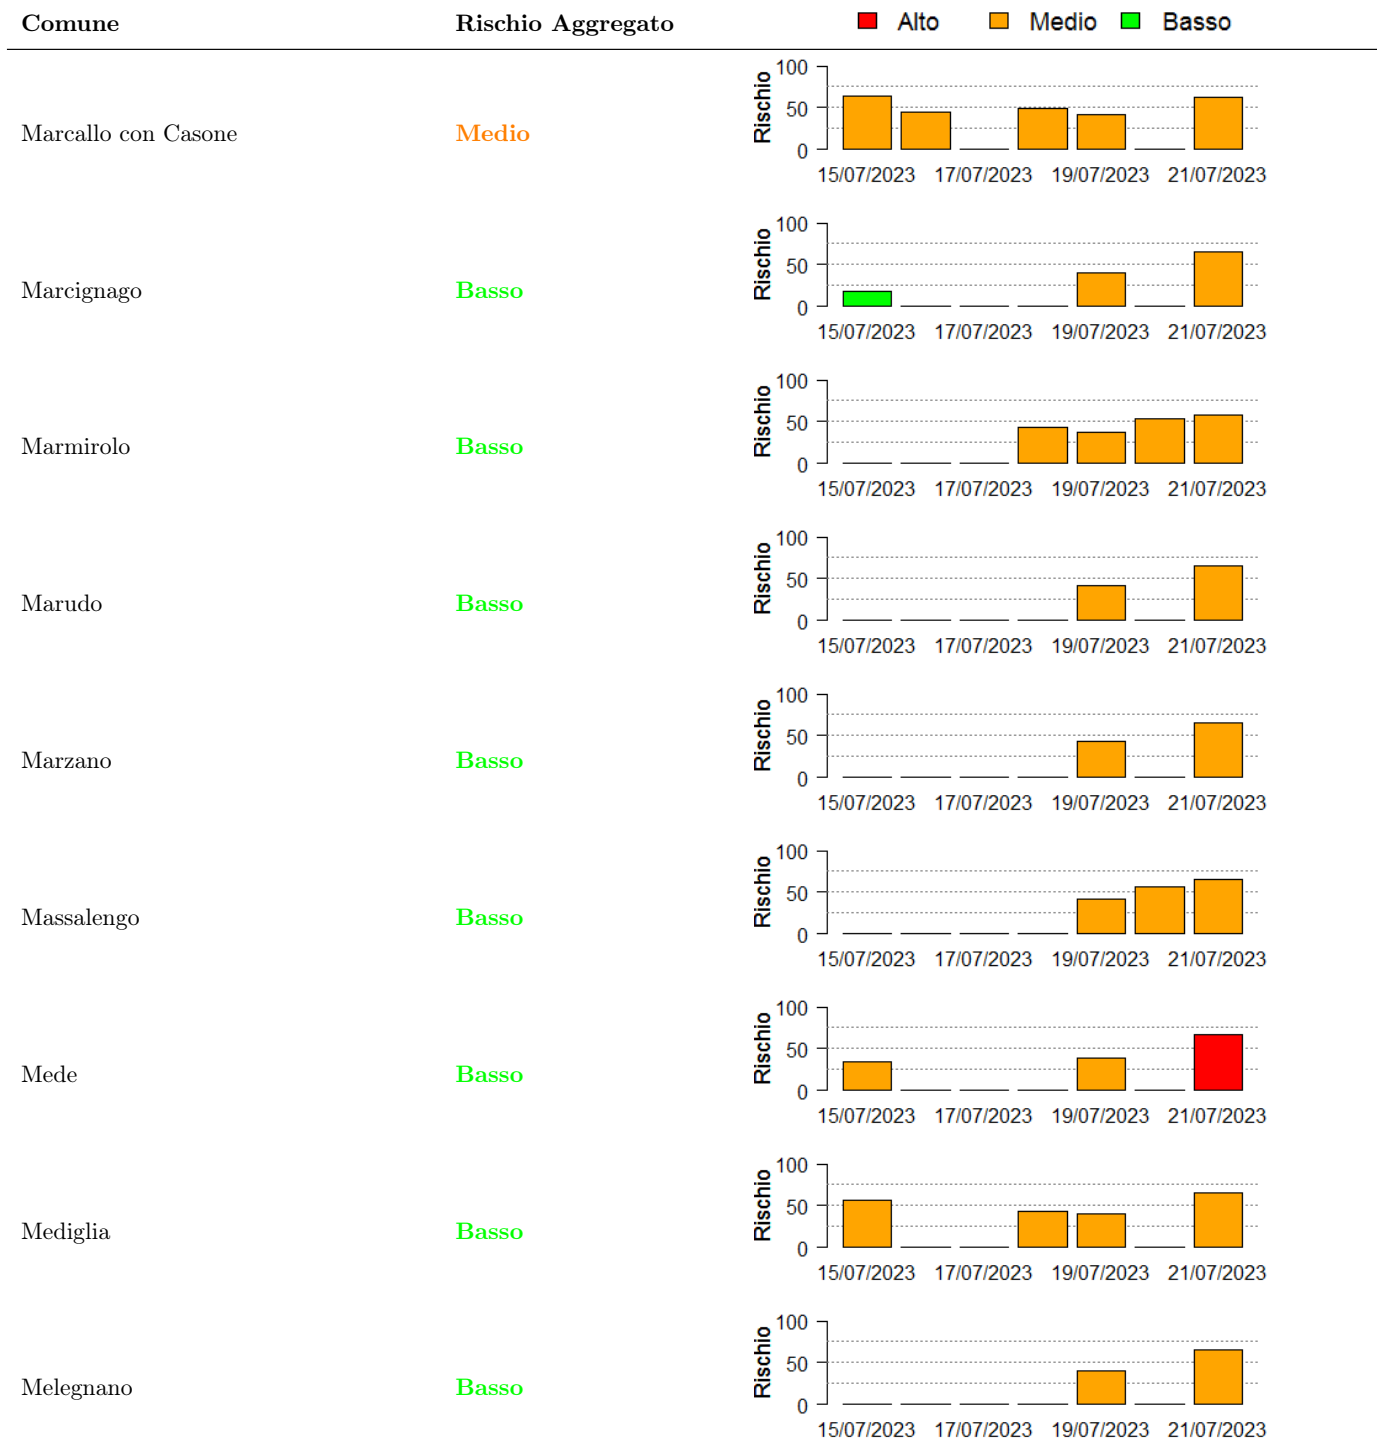 Comune Rischio Aggregato Alto Medio Basso
100
50
0
Rischio
Marcallo con Casone Medio
15/07/2023 17/07/2023 19/07/2023 21/07/2023
100
50
0
Rischio
Marcignago Basso
15/07/2023 17/07/2023 19/07/2023 21/07/2023
100
50
0
Rischio
Marmirolo Basso
15/07/2023 17/07/2023 19/07/2023 21/07/2023
100
50
0
Rischio
Marudo Basso
15/07/2023 17/07/2023 19/07/2023 21/07/2023
100
50
0
Rischio
Marzano Basso
15/07/2023 17/07/2023 19/07/2023 21/07/2023
100
50
0
Rischio
Massalengo Basso
15/07/2023 17/07/2023 19/07/2023 21/07/2023
100
50
0
Rischio
Mede Basso
15/07/2023 17/07/2023 19/07/2023 21/07/2023
100
50
0
Rischio
Mediglia Basso
15/07/2023 17/07/2023 19/07/2023 21/07/2023
100
50
0
Rischio
Melegnano Basso
15/07/2023 17/07/2023 19/07/2023 21/07/2023